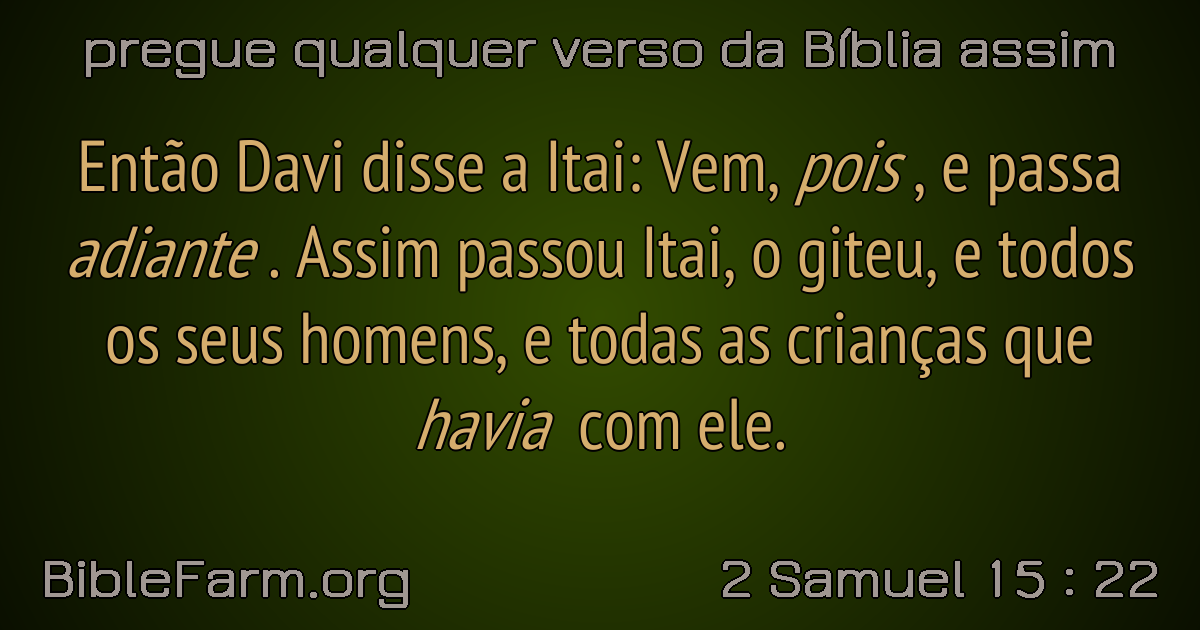 pregue qualquer verso da Bíblia assim
Então Davi disse a Itai: Vem, pois , e passa
adiante . Assim passou Itai, o giteu, e todos
os seus homens, e todas as crianças que
havia com ele.
BibleFarm.org
2 Samuel 15 : 22